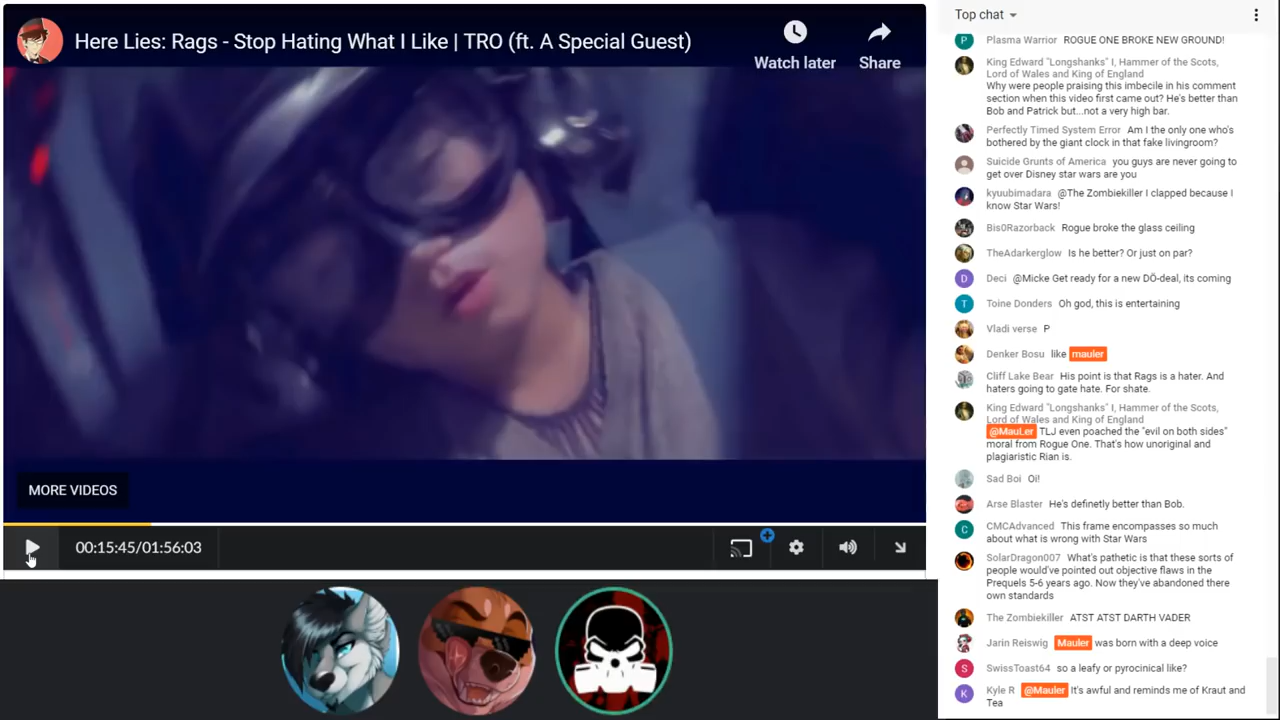 Here Lies: Rags - Stop Hating What I Like | TRO (ft. A Special Guest)
Watch later
Share
MORE VIDEOS
00:15:45/01:56:03
Top chat
P
Plasma Warrior ROGUE ONE BROKE NEW GROUND!
King Edward "Longshanks" I, Hammer of the Scots,
Lord of Wales and King of England
Why were people praising this imbecile in his comment
section when this video first came out? He's better than
Bob and Patrick but...not a very high bar.
Perfectly Timed System Error Am I the only one who's
bothered by the giant clock in that fake livingroom?
Suicide Grunts of America you guys are never going to
get over Disney star wars are you
kyuubimadara @The Zombiekiller I clapped because I
know Star Wars!
Bis0Razorback Rogue broke the glass ceiling
TheAdarkerglow Is he better? Or just on par?
D
Deci @Micke Get ready for a new DÖ-deal, its coming
T
Toine Donders Oh god, this is entertaining
Vladi verse P
Denker Bosu like mauler
Cliff Lake Bear His point is that Rags is a hater. And
haters going to gate hate. For shate.
King Edward "Longshanks" I, Hammer of the Scots,
Lord of Wales and King of England
@MauLer TLJ even poached the "evil on both sides"
moral from Rogue One. That's how unoriginal and
plagiaristic Rian is.
Sad Boi Oi!
Arse Blaster He's definetly better than Bob.
C
CMCAdvanced This frame encompasses so much
about what is wrong with Star Wars
SolarDragon007 What's pathetic is that these sorts of
people would've pointed out objective flaws in the
Prequels 5-6 years ago. Now they've abandoned there
own standards
The Zombiekiller ATST ATST DARTH VADER
Jarin Reiswig Mauler was born with a deep voice
S
SwissToast64 so a leafy or pyrocinical like?
K
Kyle R @Mauler It's awful and reminds me of Kraut and
Tea